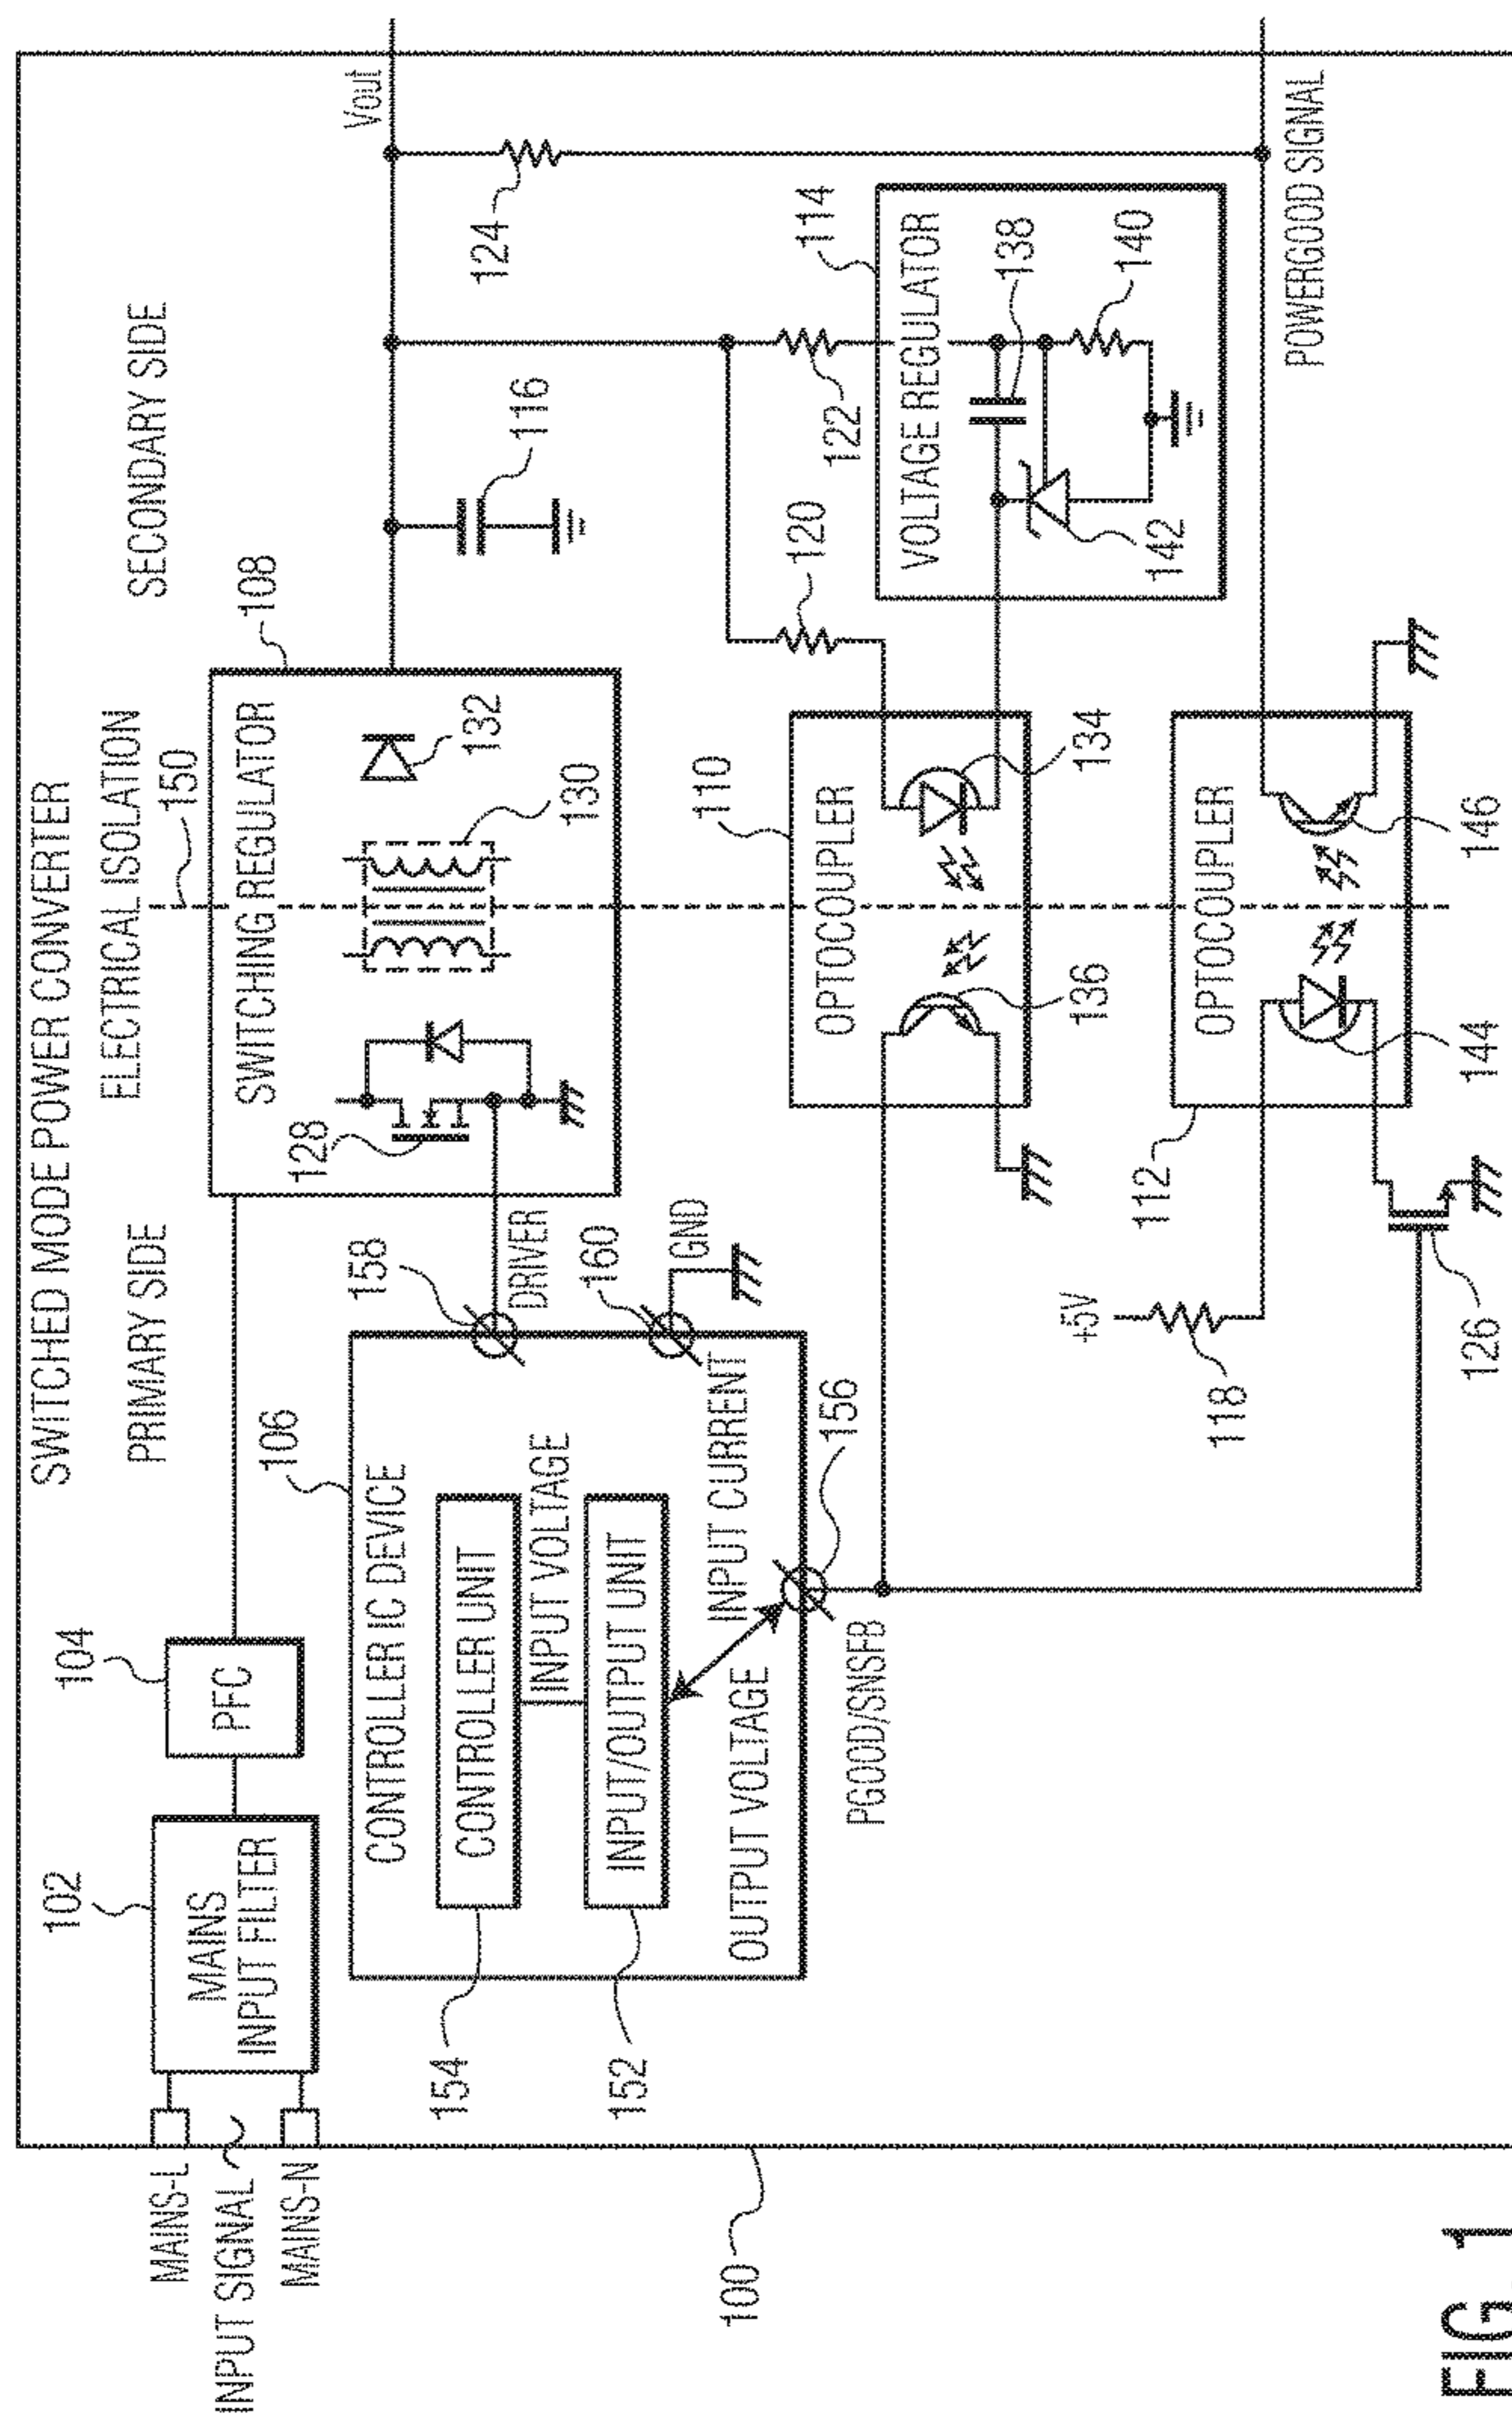 SWITCHED MODE POWER CONVERTER
PRIMARY SIDE
ELECTRICAL ISOLATION
SECONDARY SIDE
150
MAINS-L
INPUT SIGNAL
MAINS-N
102
MAINS
INPUT FILTER
104
PFC
108
SWITCHING REGULATOR
128
130
132
Vout
116
124
106
CONTROLLER IC DEVICE
CONTROLLER UNIT
INPUT VOLTAGE
INPUT/OUTPUT UNIT
OUTPUT VOLTAGE
INPUT CURRENT
154
152
158
DRIVER
160
GND
156
PGOOD/SNSFB
110
OPTOCOUPLER
136
134
120
122
114
VOLTAGE REGULATOR
138
140
142
+5V
118
112
OPTOCOUPLER
144
146
126
POWERGOOD SIGNAL
100
FIG. 1